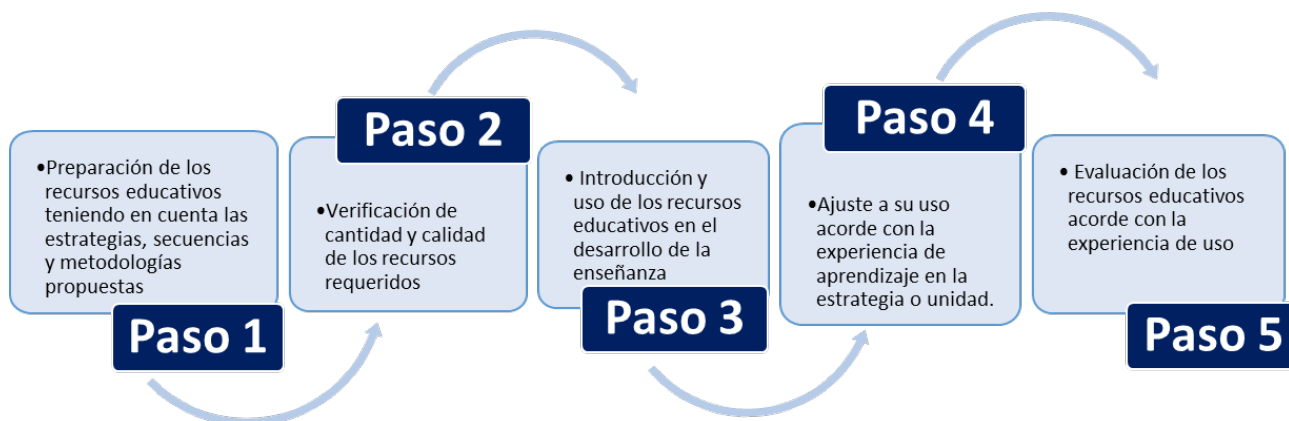 •Preparación de los
recursos educativos
teniendo en cuenta las
estrategias, secuencias
y metodologías
propuestas
Paso 1
Paso 2
•Verificación de
cantidad y calidad
de los recursos
requeridos
• Introducción y
uso de los recursos
educativos en el
desarrollo de la
enseñanza
Paso 3
Paso 4
•Ajuste a su uso
acorde con la
experiencia de
aprendizaje en la
estrategia o unidad.
• Evaluación de los
recursos educativos
acorde con la
experiencia de uso
Paso 5